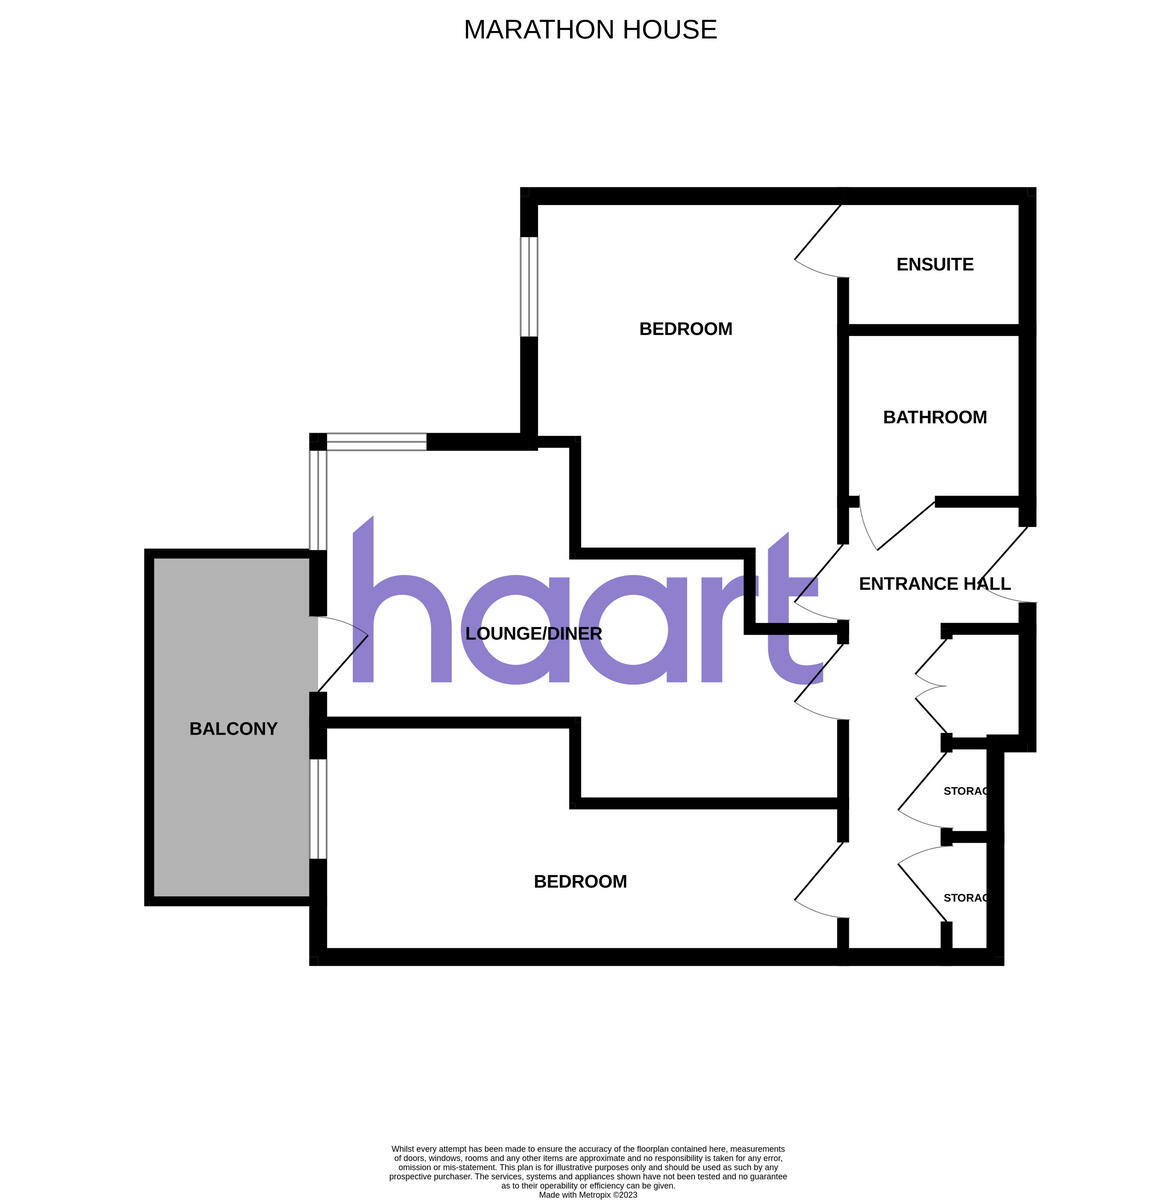 MARATHON HOUSE
ENSUITE
BEDROOM
BATHROOM
ENTRANCE HALL
haart
LOUNGE/DINER
BALCONY
STORAG
BEDROOM
STORAG
Whilst every attempt has been made to ensure the accuracy of the floorplan contained here, measurements
of doors, windows, rooms and any other items are approximate and no responsibility is taken for any error,
omission or mis-statement. This plan is for illustrative purposes only and should be used as such by any
prospective purchaser. The services, systems and appliances shown have not been tested and no guarantee
as to their operability or efficiency can be given.
Made with Metropix ©2023